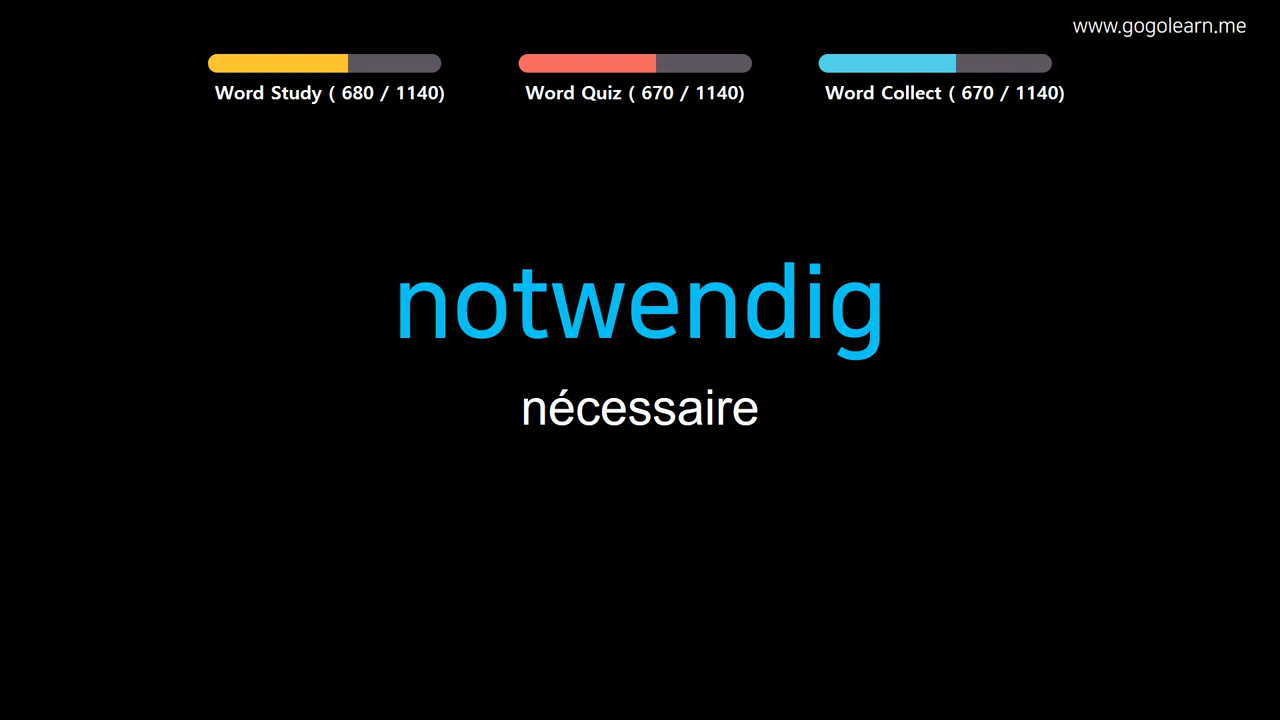 www.gogolearn.me
Word Study ( 680 / 1140)
Word Quiz ( 670 / 1140)
Word Collect ( 670 / 1140)
notwendig
nécessaire